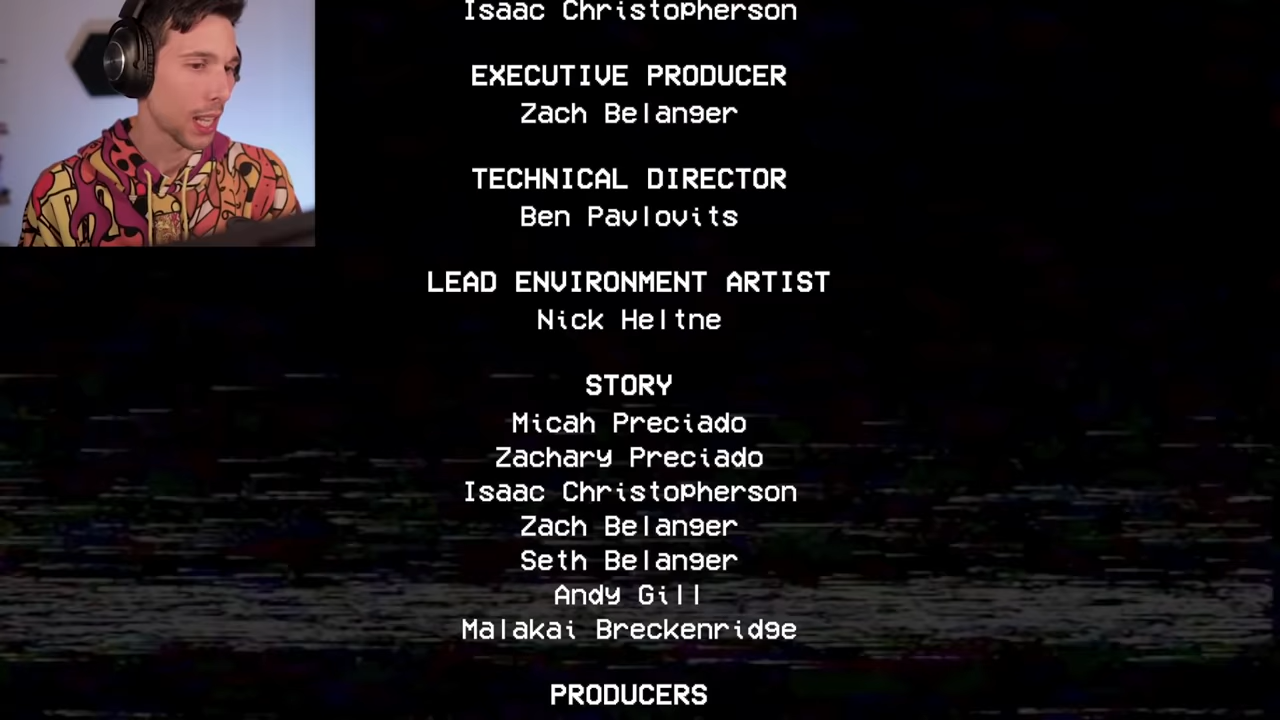 Isaac Christopherson
EXECUTIVE PRODUCER
Zach Belanger
TECHNICAL DIRECTOR
Ben Pavlovits
LEAD ENVIRONMENT ARTIST
Nick Heltne
STORY
Micah Preciado
Zachary Preciado
Isaac Christopherson
Zach Belanger
Seth Belanger
Andy Gill
Malakai Breckenridge
PRODUCERS